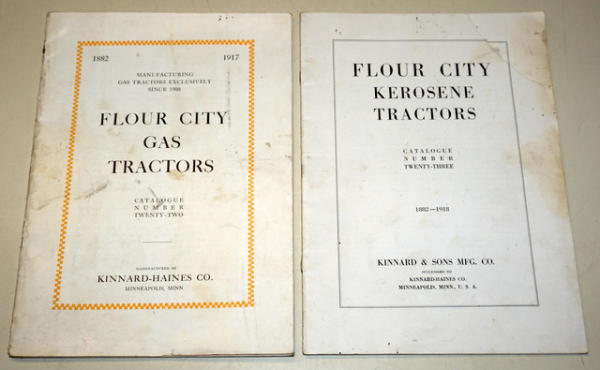 1882 1917
MANUFACTURING
GAS TRACTORS EXCLUSIVELY
SINCE 1900
FLOUR CITY
GAS
TRACTORS
CATALOGUE
NUMBER
TWENTY-TWO
MANUFACTURED BY
KINNARD-HAINES CO.
MINNEAPOLIS, MINN.
FLOUR CITY
KEROSENE
TRACTORS
CATALOGUE
NUMBER
TWENTY-THREE
1882—1918
KINNARD & SONS MFG. CO.
SUCCESSORS TO
KINNARD-HAINES CO.
MINNEAPOLIS, MINN., U. S. A.